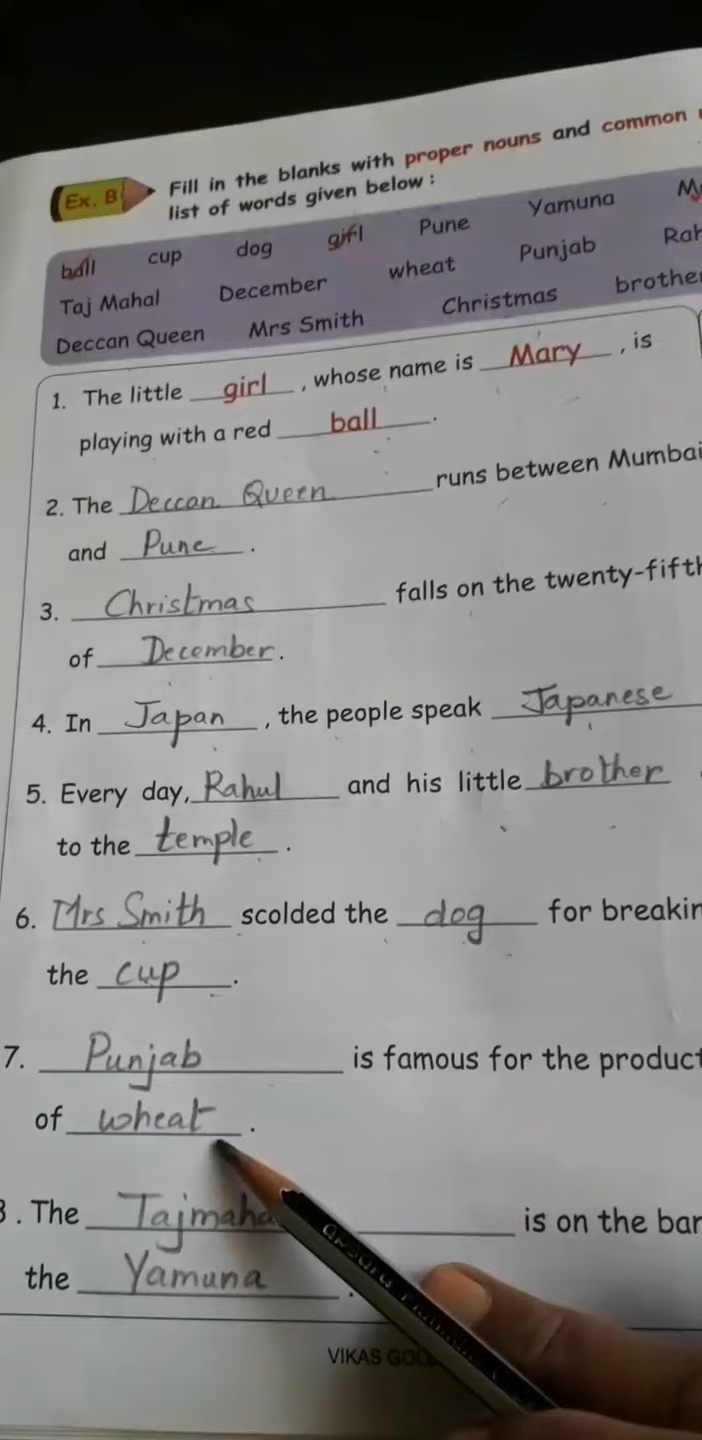 Ex. B Fill in the blanks with proper nouns and common
list of words given below :
ball cup dog girl Pune Yamuna
Taj Mahal December wheat Punjab
Deccan Queen Mrs Smith Christmas
1. The little girl , whose name is Mary , is
playing with a red ball .
2. The Deccan Queen runs between Mumbai
and Pune .
3. Christmas falls on the twenty-fifth
of December .
4. In Japan , the people speak Japanese
5. Every day, Rahul and his little brother
to the temple .
6. Mrs Smith scolded the dog for breakin
the cup .
7. Punjab is famous for the product
of wheat .
. The Tajmaha is on the
the Yamuna .
VIKAS